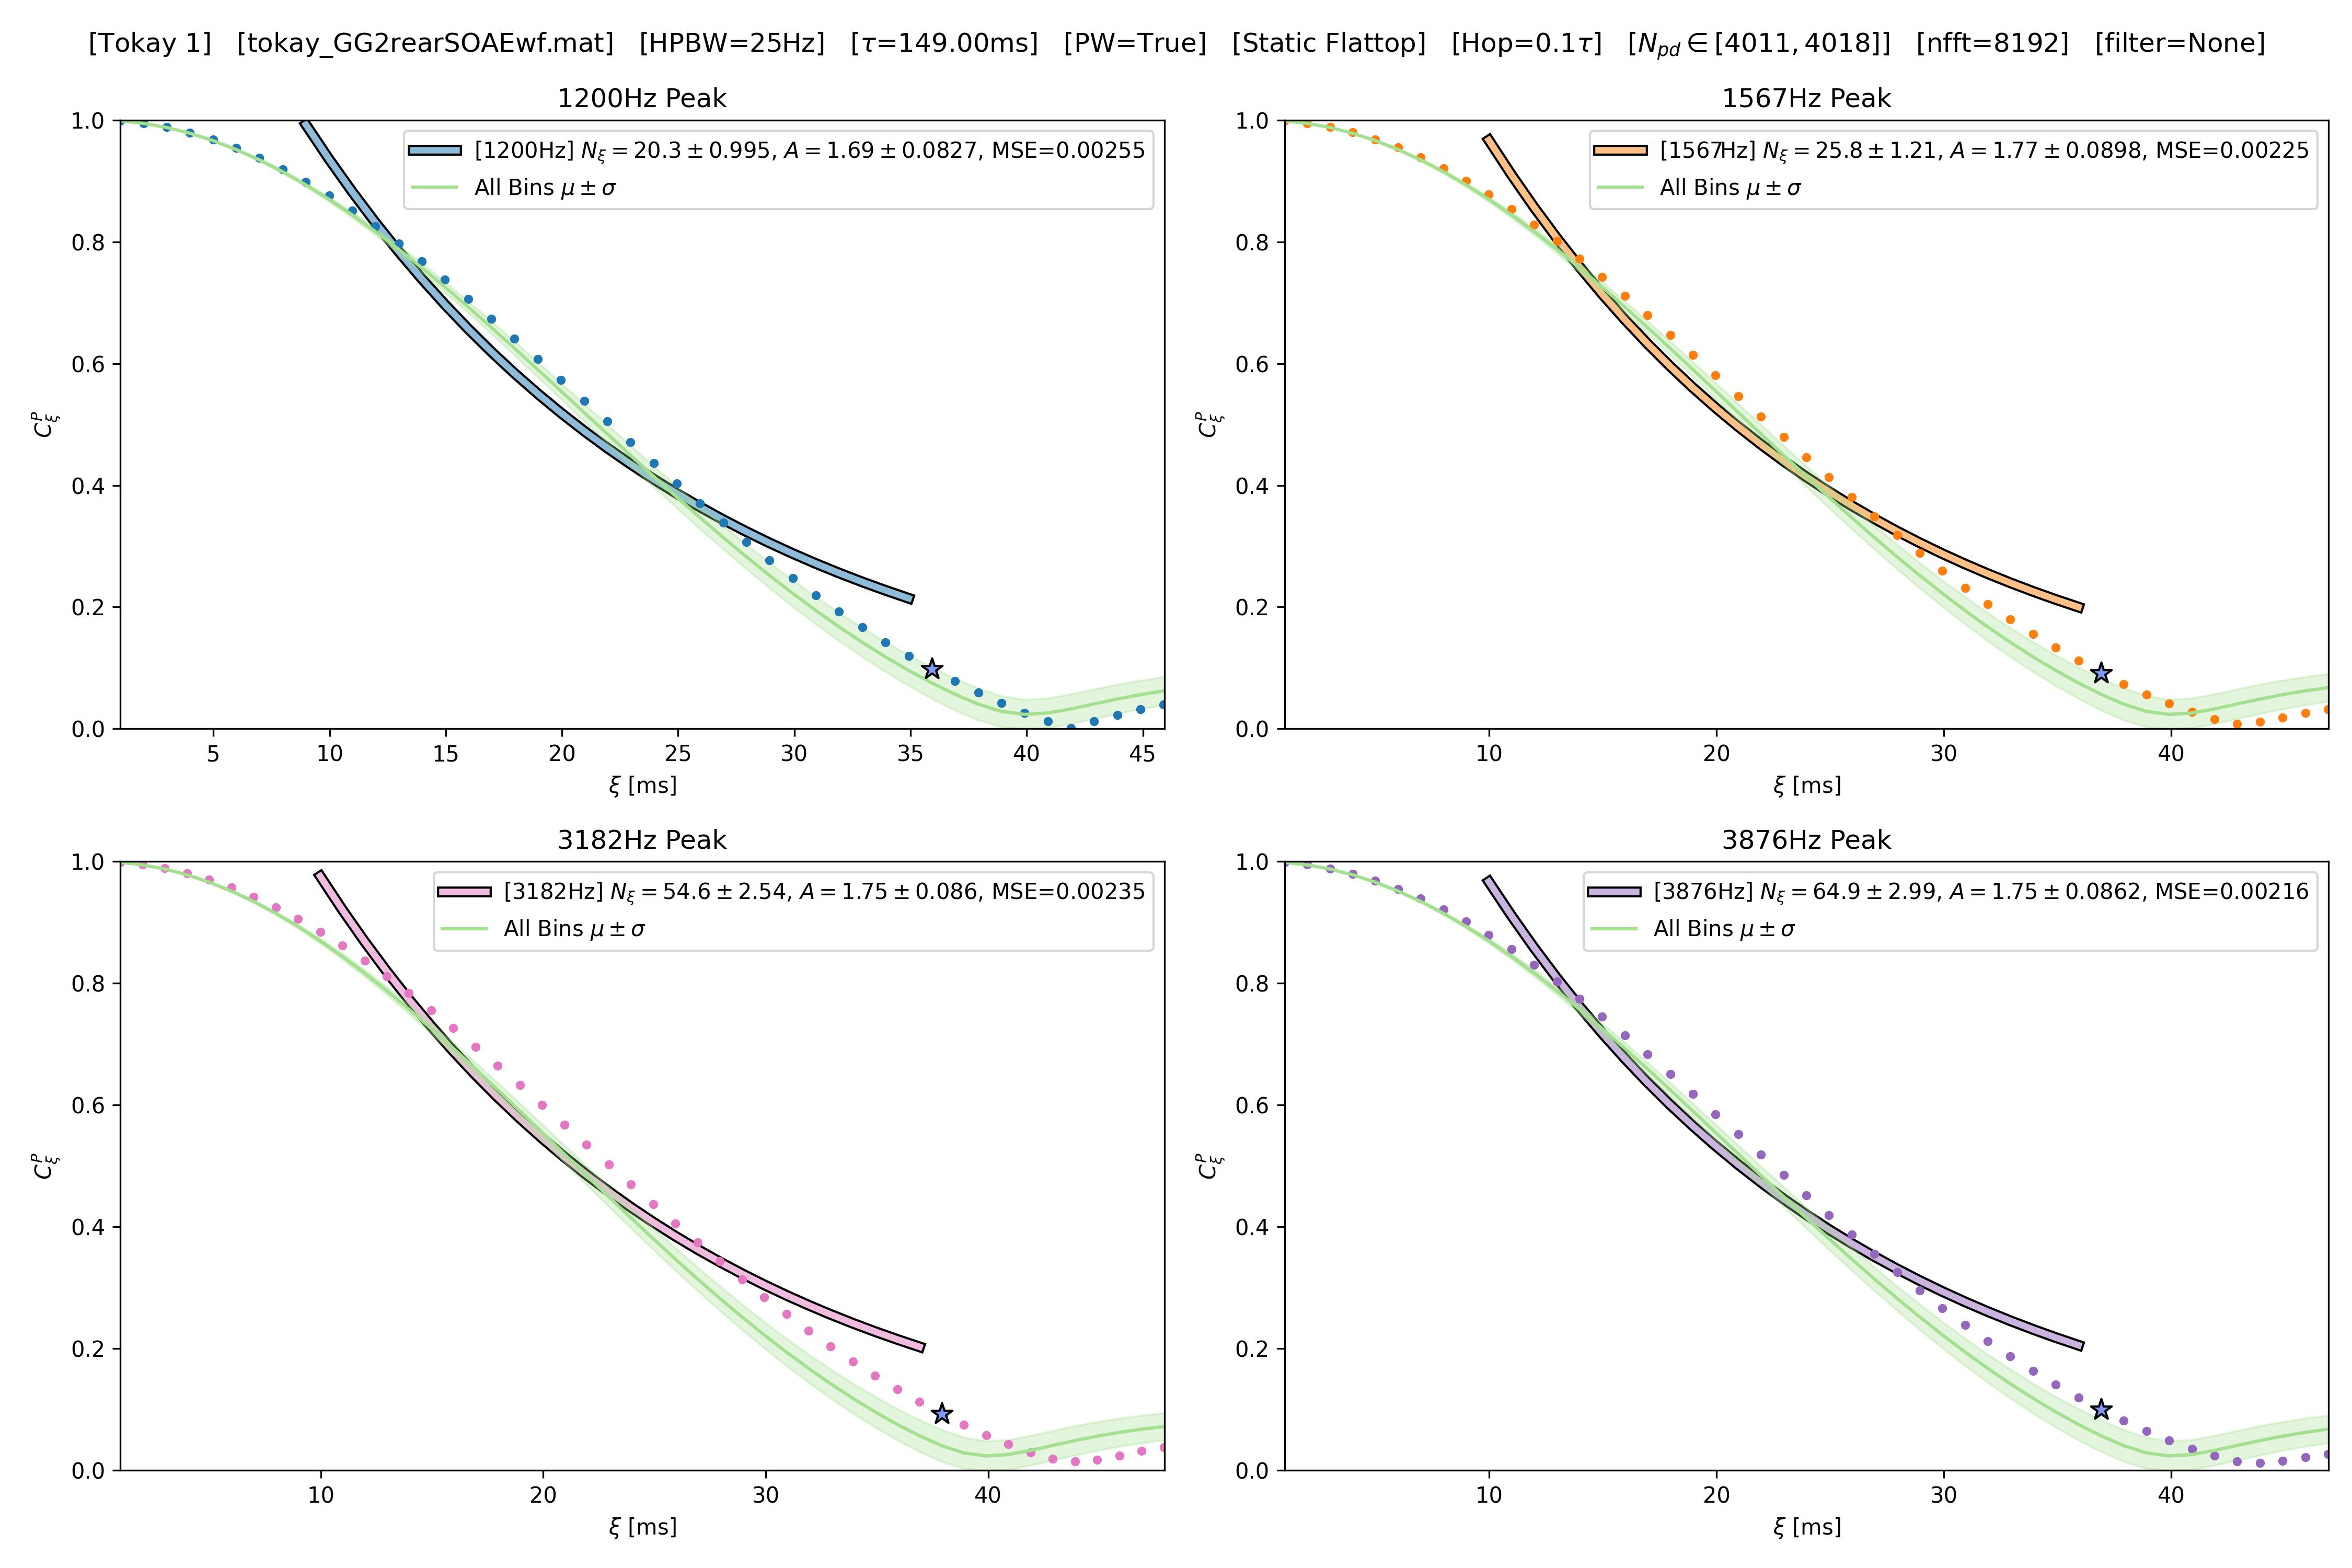 [Tokay 1] [tokay_GG2rearSOAEwf.mat] [HPBW=25Hz] [τ=149.00ms] [PW=True] [Static Flattop] [Hop=0.1τ] [N_pd ∈ [4011, 4018]] [nfft=8192] [filter=None]
1200Hz Peak
[1200Hz] N_ξ = 20.3 ± 0.995, A = 1.69 ± 0.0827, MSE=0.00255
All Bins μ ± σ
1.0
0.8
0.6
0.4
0.2
0.0
C_ξ^P
5 10 15 20 25 30 35 40 45
ξ [ms]
1567Hz Peak
[1567Hz] N_ξ = 25.8 ± 1.21, A = 1.77 ± 0.0898, MSE=0.00225
All Bins μ ± σ
1.0
0.8
0.6
0.4
0.2
0.0
C_ξ^P
10 20 30 40
ξ [ms]
3182Hz Peak
[3182Hz] N_ξ = 54.6 ± 2.54, A = 1.75 ± 0.086, MSE=0.00235
All Bins μ ± σ
1.0
0.8
0.6
0.4
0.2
0.0
C_ξ^P
10 20 30 40
ξ [ms]
3876Hz Peak
[3876Hz] N_ξ = 64.9 ± 2.99, A = 1.75 ± 0.0862, MSE=0.00216
All Bins μ ± σ
1.0
0.8
0.6
0.4
0.2
0.0
C_ξ^P
10 20 30 40
ξ [ms]